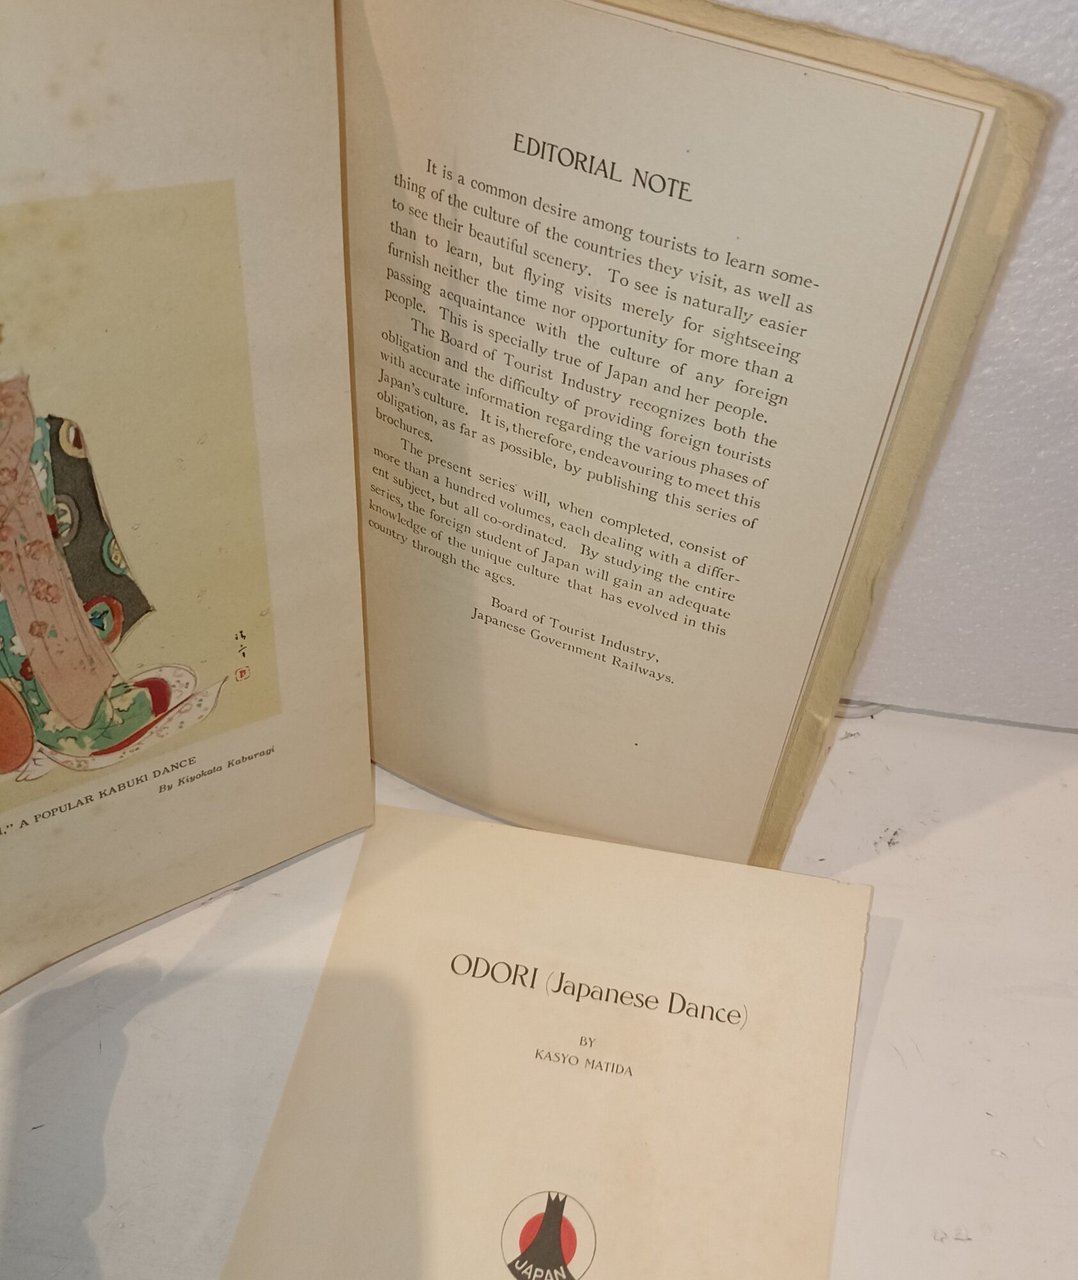 EDITORIAL NOTE
It is a common desire among tourists to learn some-
thing of the culture of the countries they visit, as well as
to see their beautiful scenery. To see is naturally easier
than to learn, but flying visits merely for sightseeing
furnish neither the time nor opportunity for more than a
passing acquaintance with the culture of any foreign
people. This is specially true of Japan and her people.
The Board of Tourist Industry recognizes both the
obligation and the difficulty of providing foreign tourists
with accurate information regarding the various phases of
Japan's culture. It is, therefore, endeavouring to meet this
obligation, as far as possible, by publishing this series of
brochures.
The present series will, when completed, consist of
more than a hundred volumes, each dealing with a differ-
ent subject, but all co-ordinated. By studying the entire
series, the foreign student of Japan will gain an adequate
knowledge of the unique culture that has evolved in this
country through the ages.
Board of Tourist Industry,
Japanese Government Railways.
," A POPULAR KABUKI DANCE
By Kiyokata Kaburagi
ODORI (Japanese Dance)
BY
KASYO MATIDA
JAPAN